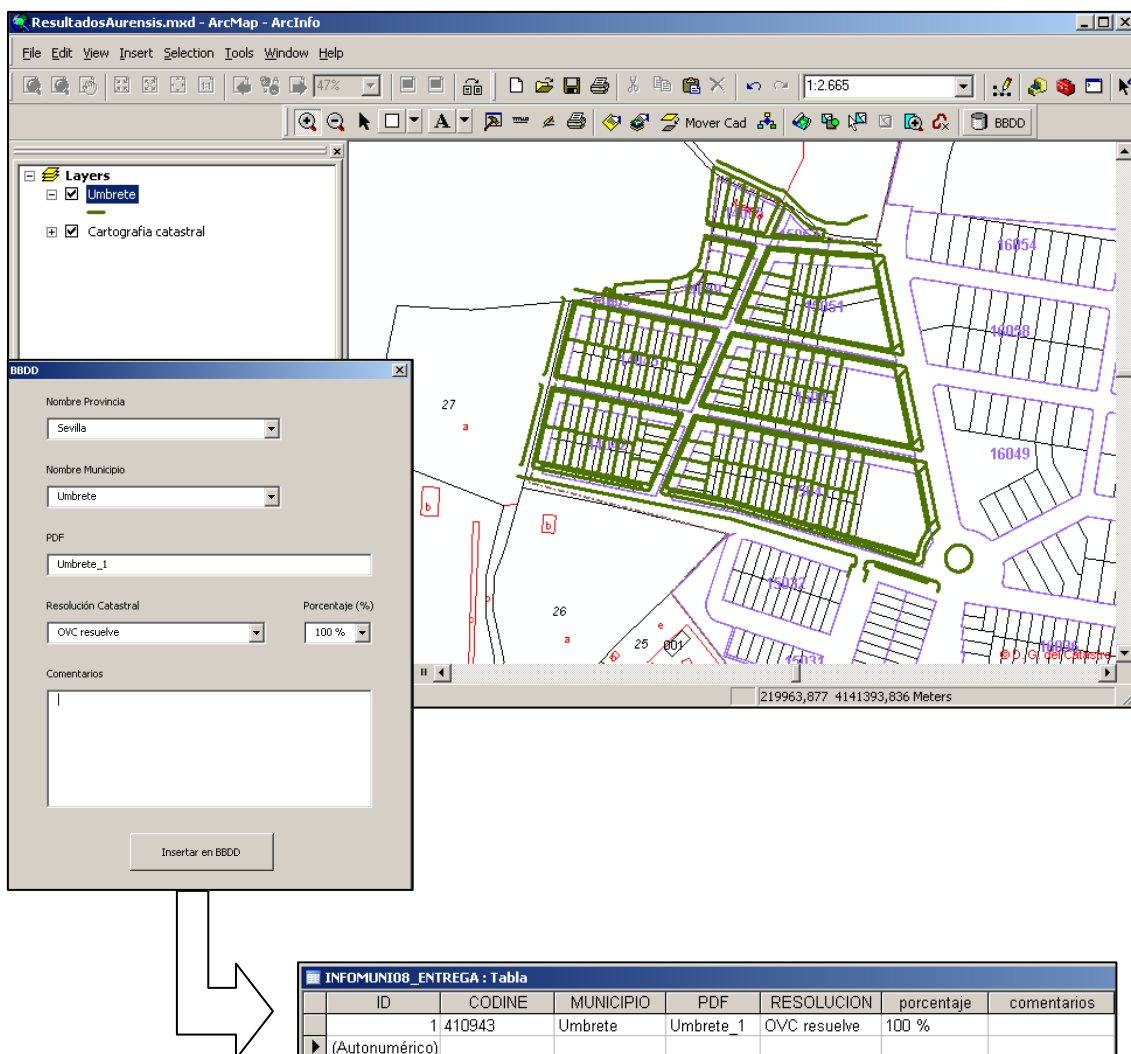 ResultadosAurensis.mxd - ArcMap - ArcInfo
File Edit View Insert Selection Tools Window Help
47%
1:2.665
A
Mover Cad
BBDD
Layers
Umbrete
Cartografia catastral
16054
15051
16058
27
a
16049
b
b
15032
26
a
e
25
001
15031
© D. G. del Catastro
219963,877 4141393,836 Meters
BBDD
Nombre Provincia
Sevilla
Nombre Municipio
Umbrete
PDF
Umbrete_1
Resolución Catastral Porcentaje (%)
OVC resuelve 100 %
Comentarios
Insertar en BBDD
INFOMUNI08_ENTREGA : Tabla
ID CODINE MUNICIPIO PDF RESOLUCION porcentaje comentarios
1 410943 Umbrete Umbrete_1 OVC resuelve 100 %
(Autonumérico)